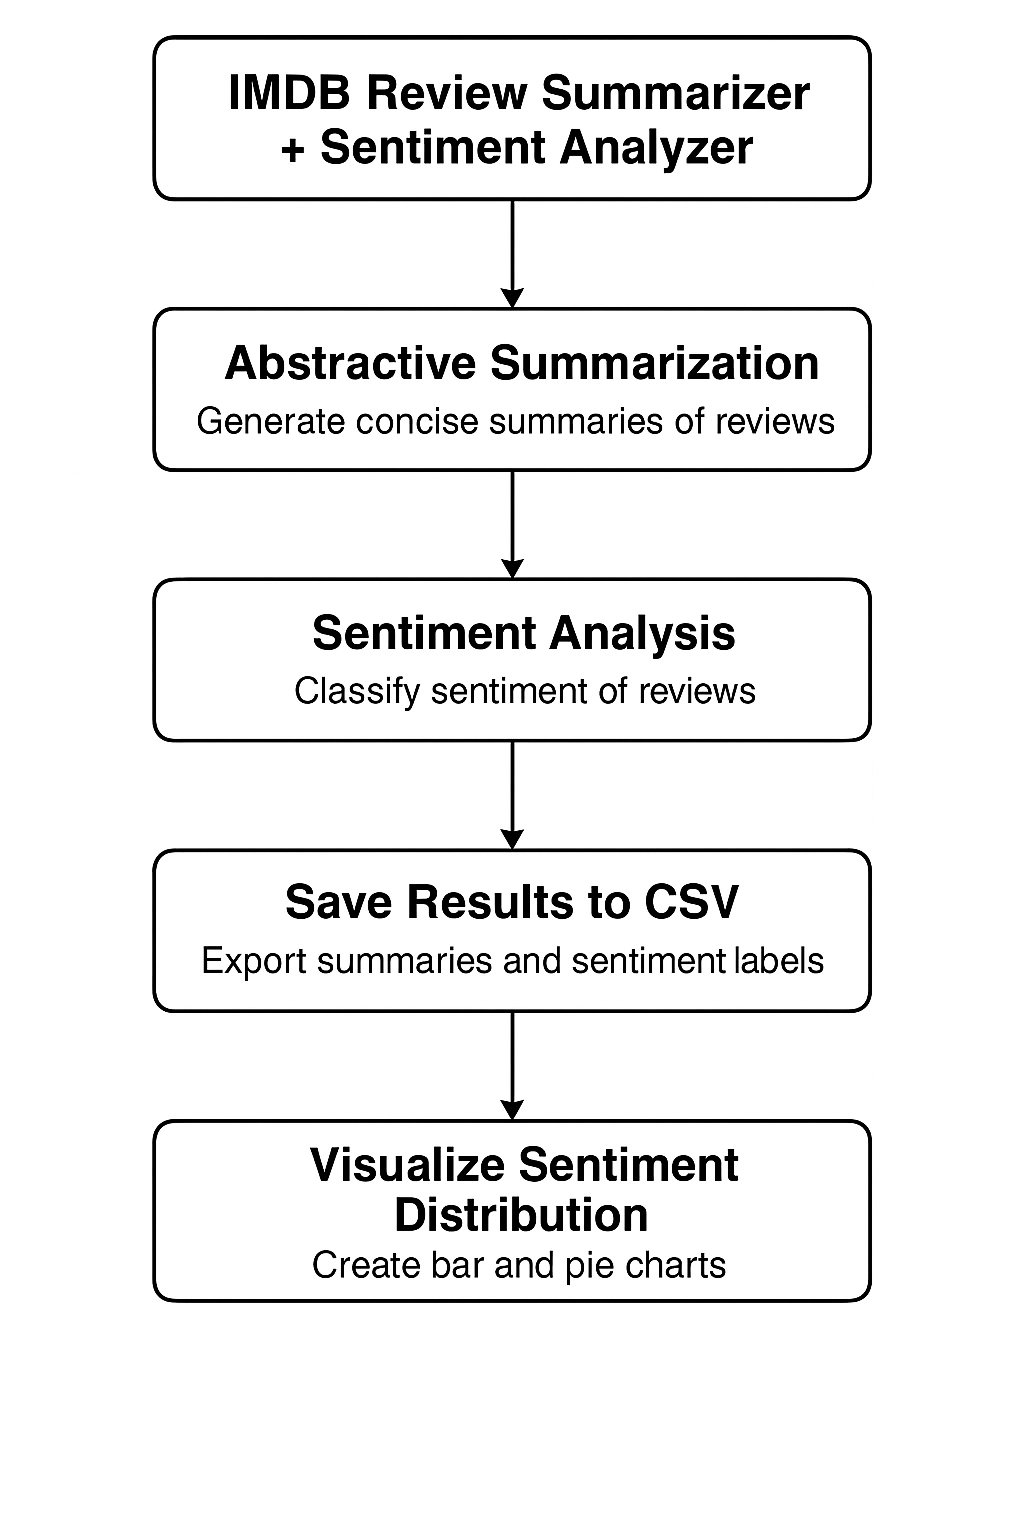 IMDB Review Summarizer
+ Sentiment Analyzer
Abstractive Summarization
Generate concise summaries of reviews
Sentiment Analysis
Classify sentiment of reviews
Save Results to CSV
Export summaries and sentiment labels
Visualize Sentiment
Distribution
Create bar and pie charts